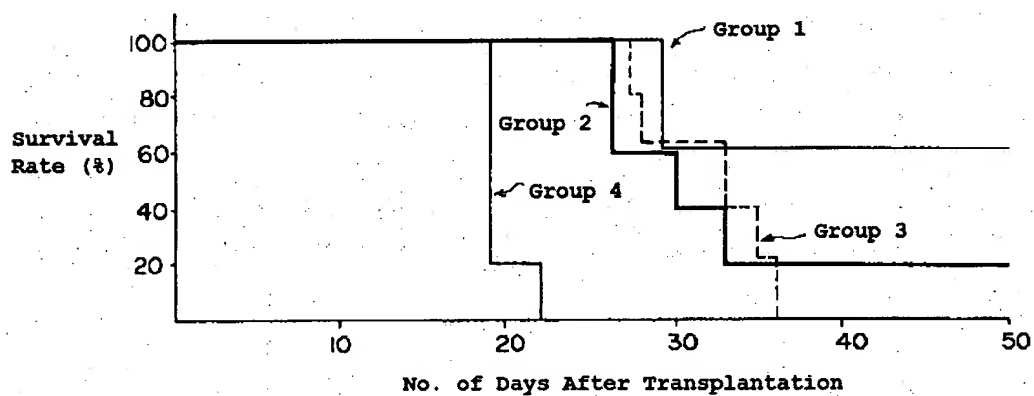 Group 1
100
80
Group 2
Survival
Rate (%)
60
Group 4
40
Group 3
20
10 20 30 40 50
No. of Days After Transplantation